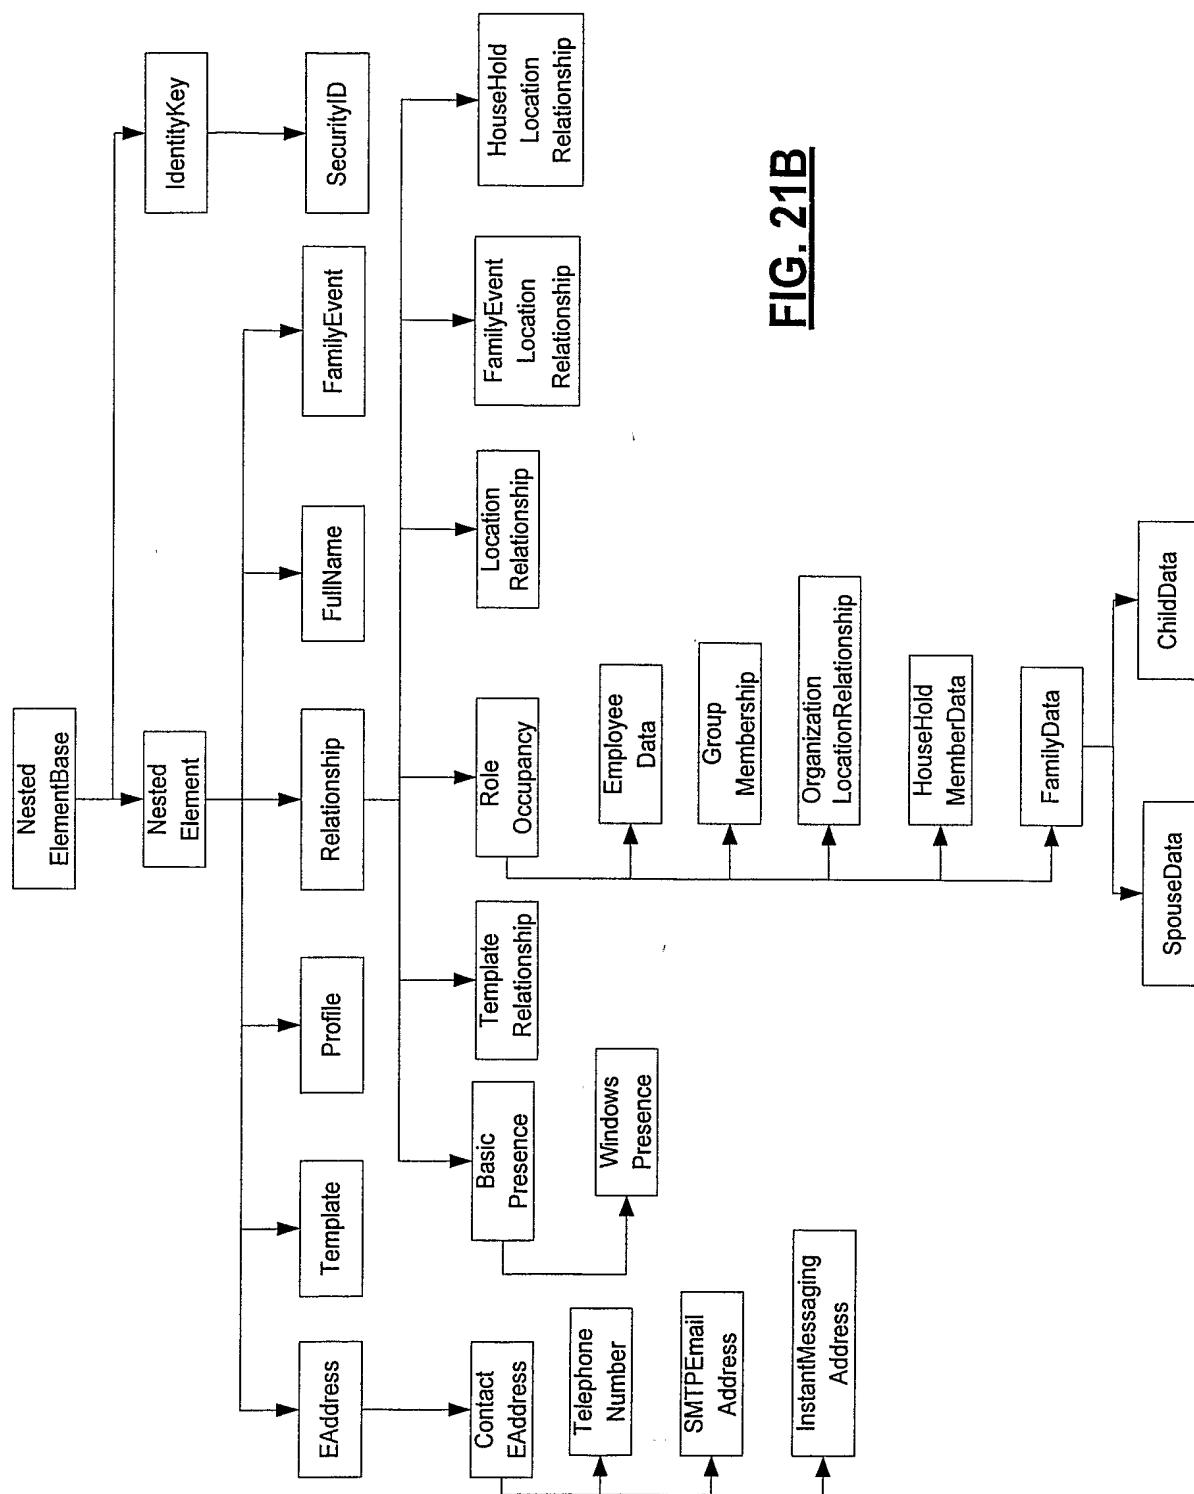 Nested
ElementBase
IdentityKey
Nested
Element
SecurityID
EAddress
Template
Profile
Relationship
FullName
FamilyEvent
Contact
EAddress
Basic
Presence
Template
Relationship
Role
Occupancy
Location
Relationship
FamilyEvent
Location
Relationship
HouseHold
Location
Relationship
Telephone
Number
SMTPEmail
Address
InstantMessaging
Address
Windows
Presence
Employee
Data
Group
Membership
Organization
LocationRelationship
HouseHold
MemberData
FamilyData
SpouseData
ChildData
FIG. 21B